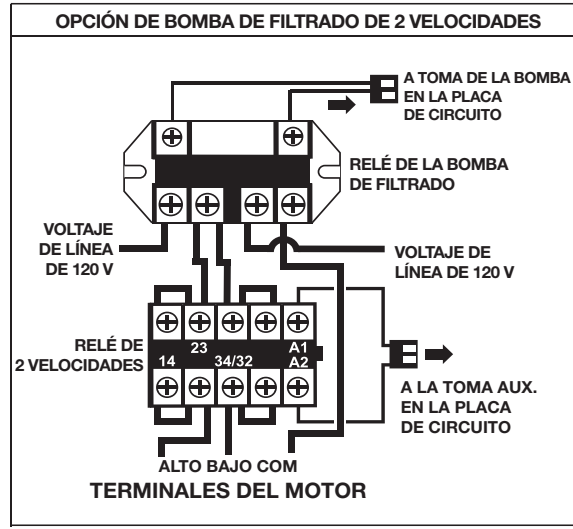 OPCIÓN DE BOMBA DE FILTRADO DE 2 VELOCIDADES
A TOMA DE LA BOMBA
EN LA PLACA
DE CIRCUITO
RELÉ DE LA BOMBA
DE FILTRADO
VOLTAJE
DE LÍNEA
DE 120 V
VOLTAJE DE
LÍNEA DE 120 V
RELÉ DE
2 VELOCIDADES
23
A1
14
34/32
A2
A LA TOMA AUX.
EN LA PLACA
DE CIRCUITO
ALTO BAJO COM
TERMINALES DEL MOTOR